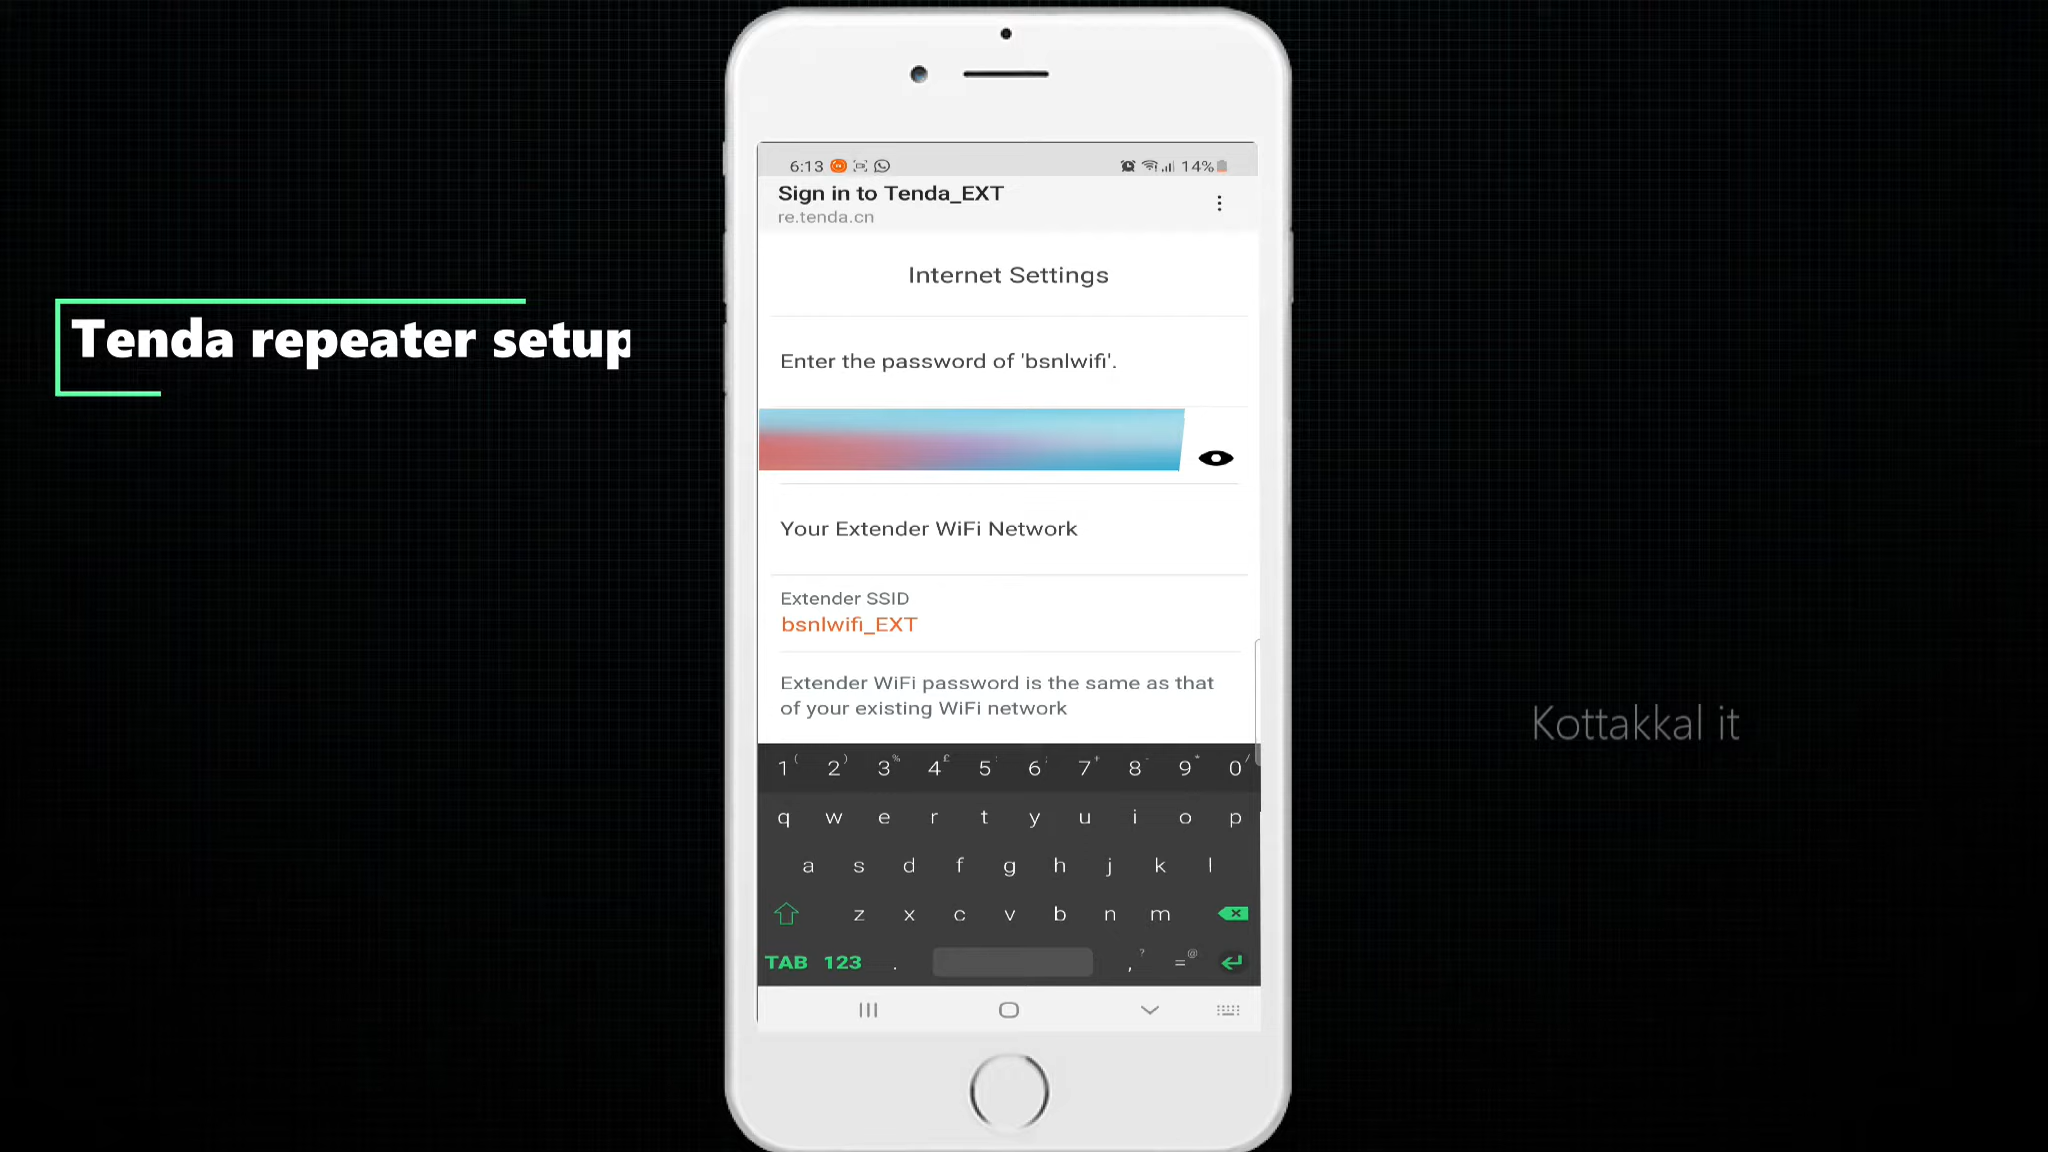 Tenda repeater setup
6:13
14%
Sign in to Tenda_EXT
re.tenda.cn
Internet Settings
Enter the password of 'bsnlwifi'.
Your Extender WiFi Network
Extender SSID
bsnlwifi_EXT
Extender WiFi password is the same as that
of your existing WiFi network
Kottakkal it
1 2 3 4 5 6 7 8 9 0
q w e r t y u i o p
a s d f g h j k l
z x c v b n m
TAB 123 . , =